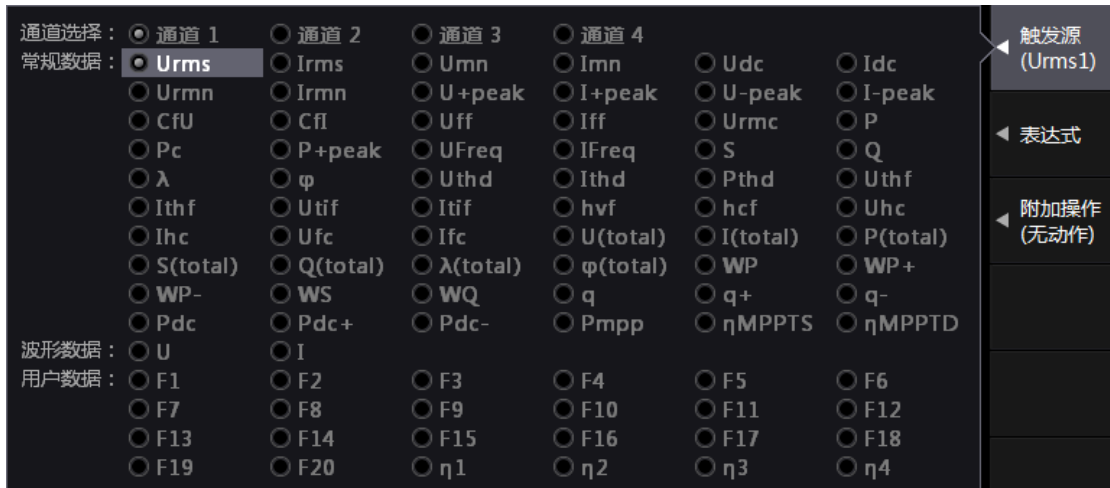 通道选择： 通道 1 通道 2 通道 3 通道 4
常规数据： Urms Irms Umn Imn Udc Idc
Urmn Irmn U+peak I+peak U-peak I-peak
CfU CfI Uff Iff Urmc P
Pc P+peak UFreq IFreq S Q
λ φ Uthd Ithd Pthd Uthf
Ithf Utif Itif hvf hcf Uhc
Ihc Ufc Ifc U(total) I(total) P(total)
S(total) Q(total) λ(total) φ(total) WP WP+
WP- WS WQ q q+ q-
Pdc Pdc+ Pdc- Pmpp ηMPPTS ηMPPTD
波形数据： U I
用户数据： F1 F2 F3 F4 F5 F6
F7 F8 F9 F10 F11 F12
F13 F14 F15 F16 F17 F18
F19 F20 η1 η2 η3 η4
触发源
(Urms1)
表达式
附加操作
(无动作)